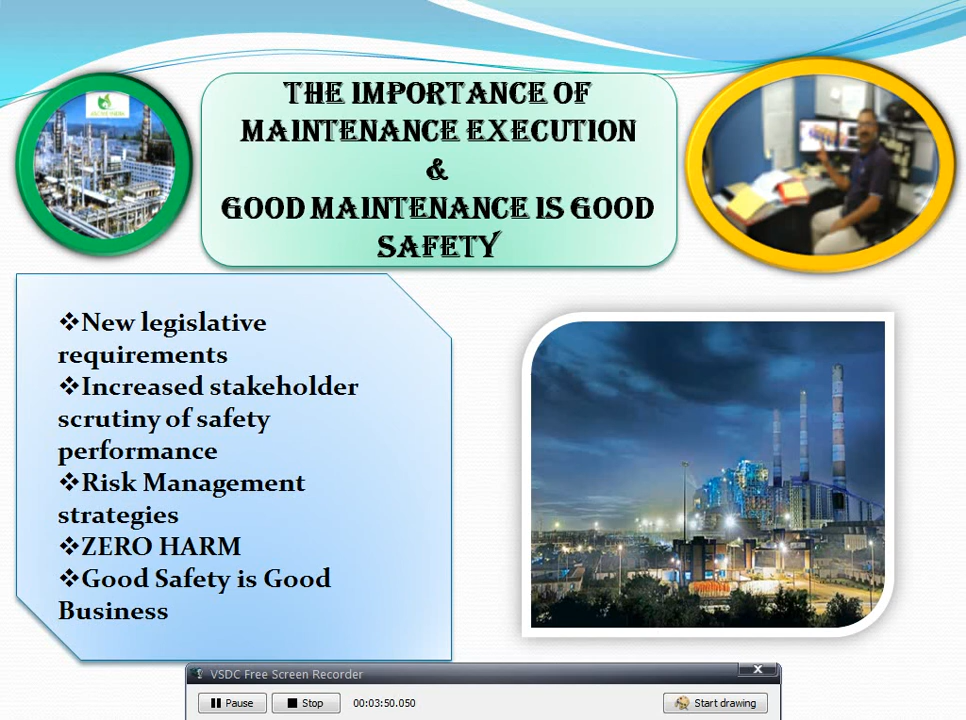 THE IMPORTANCE OF
MAINTENANCE EXECUTION
&
GOOD MAINTENANCE IS GOOD
SAFETY
❖New legislative
requirements
❖Increased stakeholder
scrutiny of safety
performance
❖Risk Management
strategies
❖ZERO HARM
❖Good Safety is Good
Business
VSDC Free Screen Recorder
Pause Stop 00:03:50.050 Start drawing